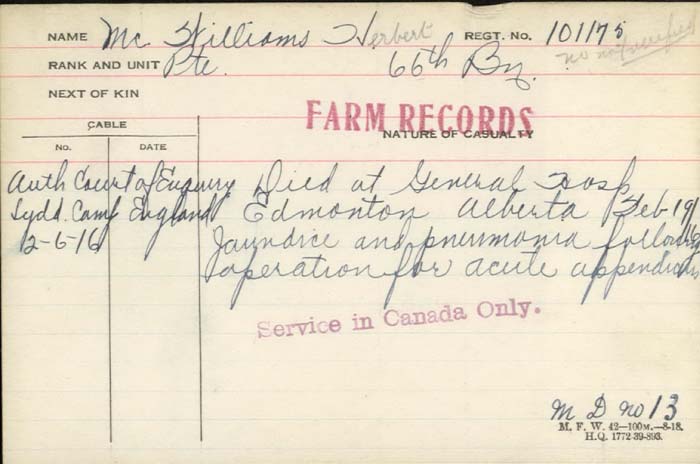 NAME Mc Williams Herbert REGT. No. 101175
RANK AND UNIT Pte. 66th Bn.
NEXT OF KIN
FARM RECORDS
CABLE NATURE OF CASUALTY
No. DATE
Auth Court of Enquiry Died at General Hosp
Lydd Camp England Edmonton Alberta Feb 19/16
12-6-16 Jaundice and pneumonia following
operation for acute appendicitis
Service in Canada Only.
M D No 13
M. F. W. 42—100M.—8-18.
H.Q. 1772-39-893.